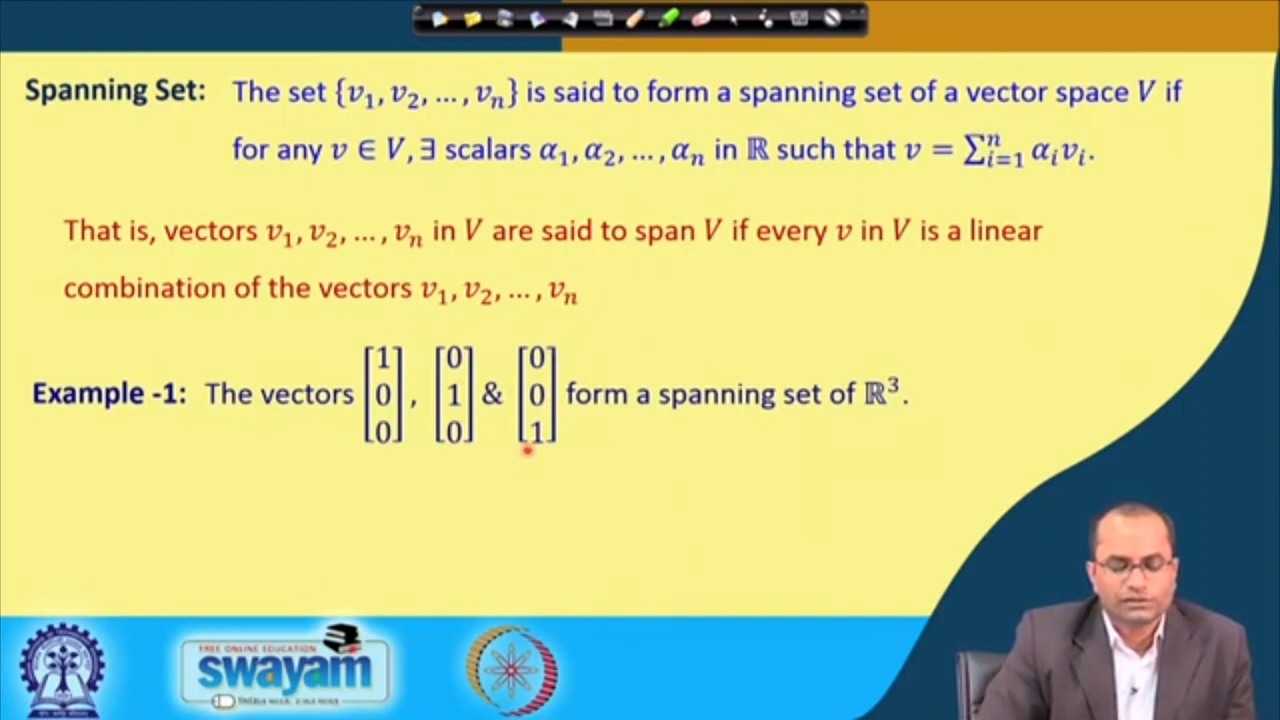 Spanning Set: The set {v₁, v₂, …, vₙ} is said to form a spanning set of a vector space V if
for any v ∈ V, ∃ scalars α₁, α₂, …, αₙ in ℝ such that v = ∑ⁿᵢ₌₁ αᵢvᵢ.
That is, vectors v₁, v₂, …, vₙ in V are said to span V if every v in V is a linear
combination of the vectors v₁, v₂, …, vₙ
Example -1: The vectors [1 0 0], [0 1 0] & [0 0 1] form a spanning set of ℝ³.
FREE ONLINE EDUCATION
swayam